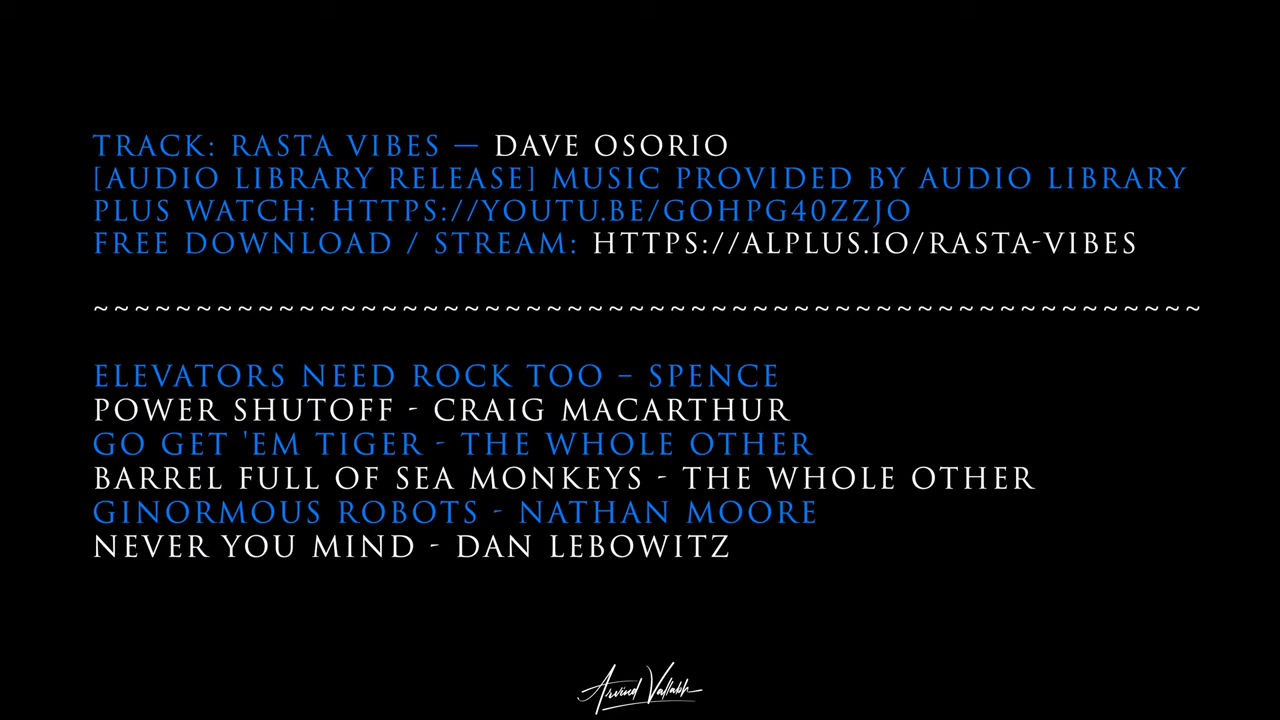 TRACK: RASTA VIBES — DAVE OSORIO
[AUDIO LIBRARY RELEASE] MUSIC PROVIDED BY AUDIO LIBRARY
PLUS WATCH: HTTPS://YOUTU.BE/GOHPG40ZZJO
FREE DOWNLOAD / STREAM: HTTPS://ALPLUS.IO/RASTA-VIBES
~~~~~~~~~~~~~~~~~~~~~~~~~~~~~~~~~~~~~~~~~~~~~~~~~~~~~~
ELEVATORS NEED ROCK TOO – SPENCE
POWER SHUTOFF - CRAIG MACARTHUR
GO GET 'EM TIGER - THE WHOLE OTHER
BARREL FULL OF SEA MONKEYS - THE WHOLE OTHER
GINORMOUS ROBOTS - NATHAN MOORE
NEVER YOU MIND - DAN LEBOWITZ
Arvind Vallabh